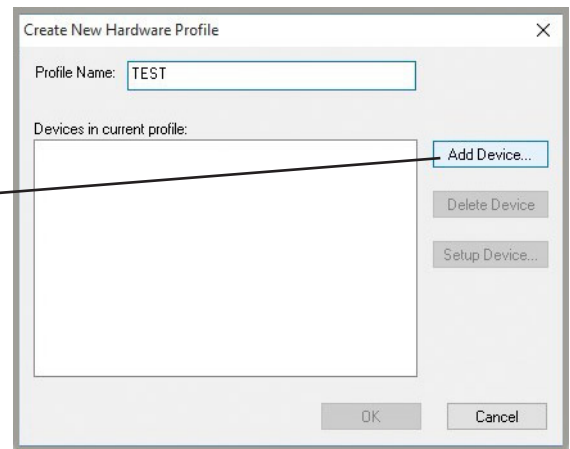 Create New Hardware Profile
Profile Name: TEST
Devices in current profile:
Add Device...
Delete Device
Setup Device...
OK Cancel